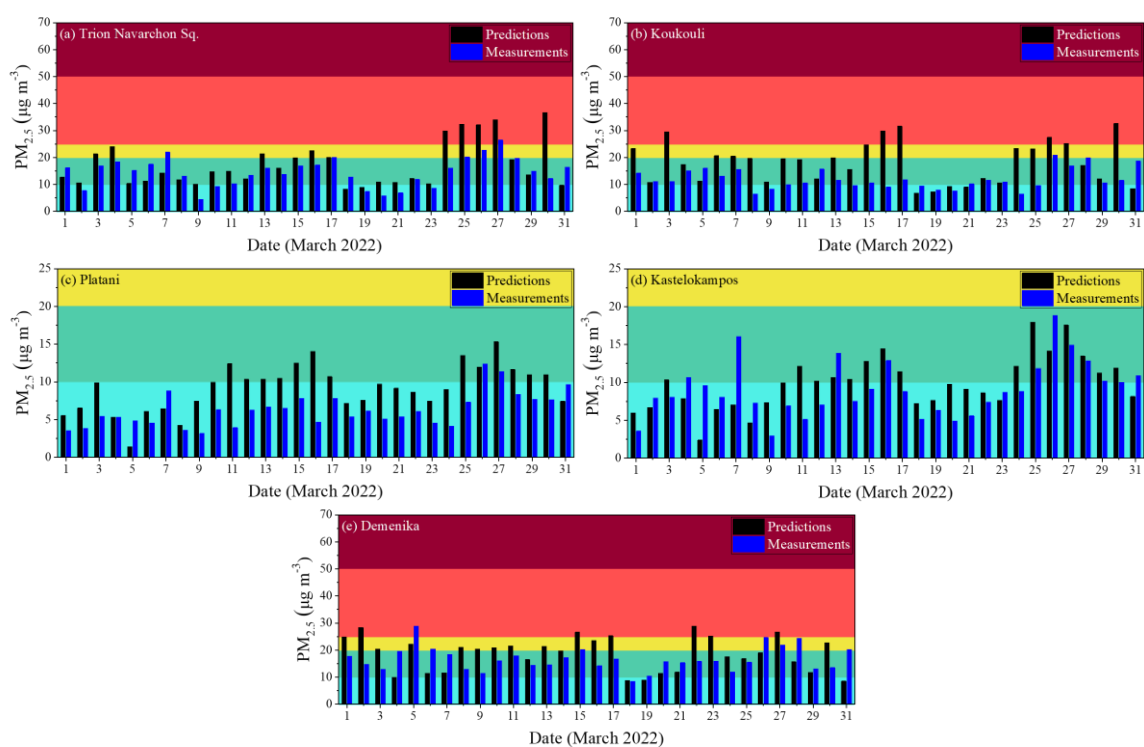 (a) Trion Navarchon Sq.
Predictions
Measurements
PM2.5 (μg m-3)
70
60
50
40
30
20
10
0
1 3 5 7 9 11 13 15 17 19 21 23 25 27 29 31
Date (March 2022)
(b) Koukouli
Predictions
Measurements
PM2.5 (μg m-3)
70
60
50
40
30
20
10
0
1 3 5 7 9 11 13 15 17 19 21 23 25 27 29 31
Date (March 2022)
(c) Platani
Predictions
Measurements
PM2.5 (μg m-3)
25
20
15
10
5
0
1 3 5 7 9 11 13 15 17 19 21 23 25 27 29 31
Date (March 2022)
(d) Kastelokampos
Predictions
Measurements
PM2.5 (μg m-3)
25
20
15
10
5
0
1 3 5 7 9 11 13 15 17 19 21 23 25 27 29 31
Date (March 2022)
(e) Demenika
Predictions
Measurements
PM2.5 (μg m-3)
70
60
50
40
30
20
10
0
1 3 5 7 9 11 13 15 17 19 21 23 25 27 29 31
Date (March 2022)